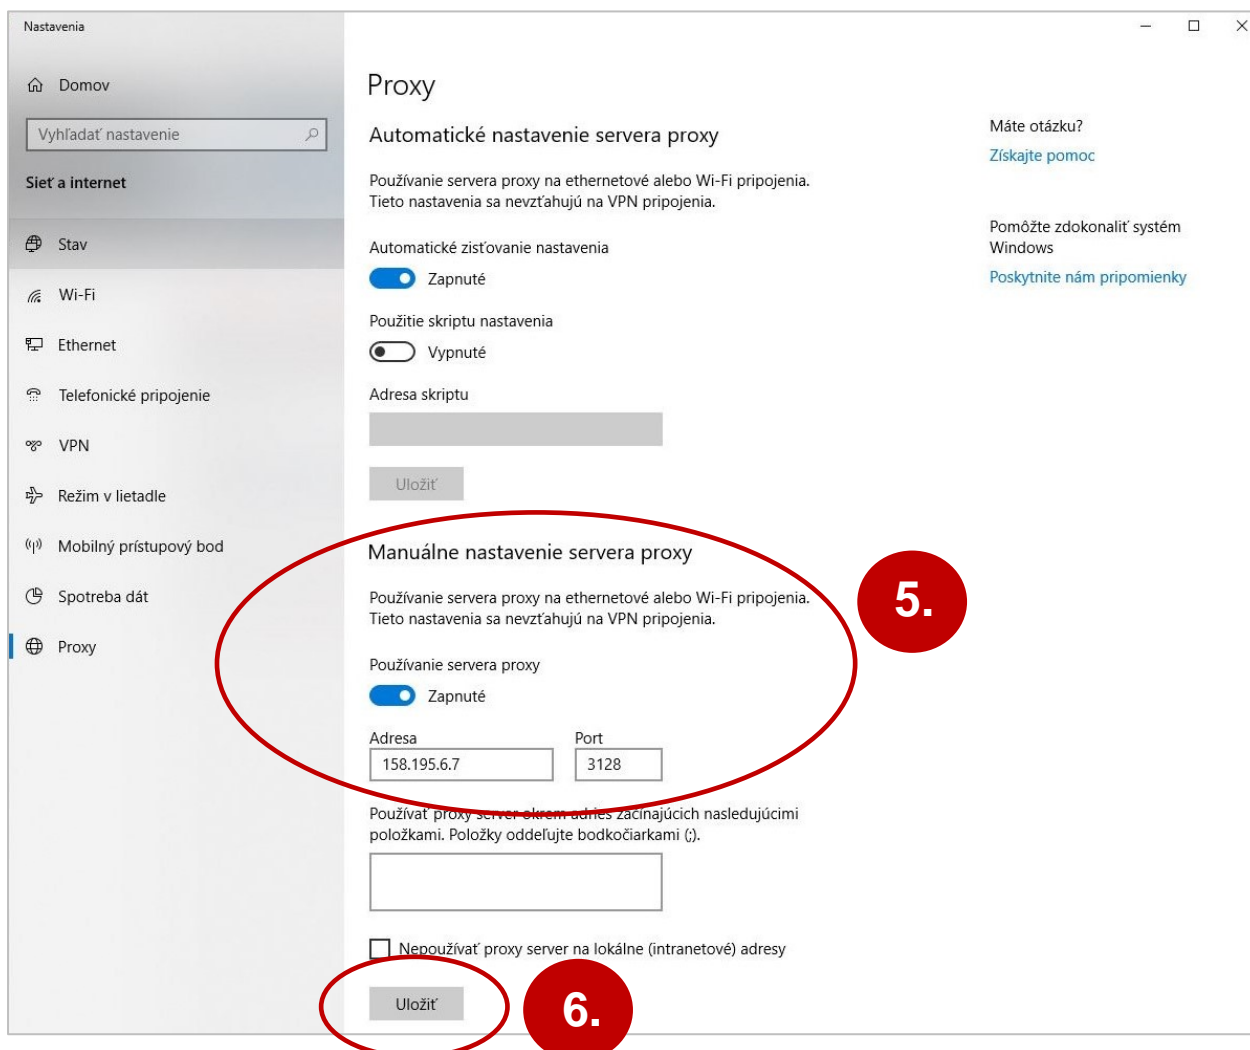 Nastavenia
Domov
Vyhľadať nastavenie
Sieť a internet
Stav
Wi-Fi
Ethernet
Telefonické pripojenie
VPN
Režim v lietadle
Mobilný prístupový bod
Spotreba dát
Proxy
Proxy
Automatické nastavenie servera proxy
Používanie servera proxy na ethernetové alebo Wi-Fi pripojenia.
Tieto nastavenia sa nevzťahujú na VPN pripojenia.
Automatické zisťovanie nastavenia
Zapnuté
Použitie skriptu nastavenia
Vypnuté
Adresa skriptu
Uložiť
Manuálne nastavenie servera proxy
Používanie servera proxy na ethernetové alebo Wi-Fi pripojenia.
Tieto nastavenia sa nevzťahujú na VPN pripojenia.
5.
Používanie servera proxy
Zapnuté
Adresa Port
158.195.6.7 3128
Používať proxy server okrem adries začínajúcich nasledujúcimi
položkami. Položky oddeľujte bodkočiarkami (;).
Nepoužívať proxy server na lokálne (intranetové) adresy
Uložiť
6.
Máte otázku?
Získajte pomoc
Pomôžte zdokonaliť systém
Windows
Poskytnite nám pripomienky